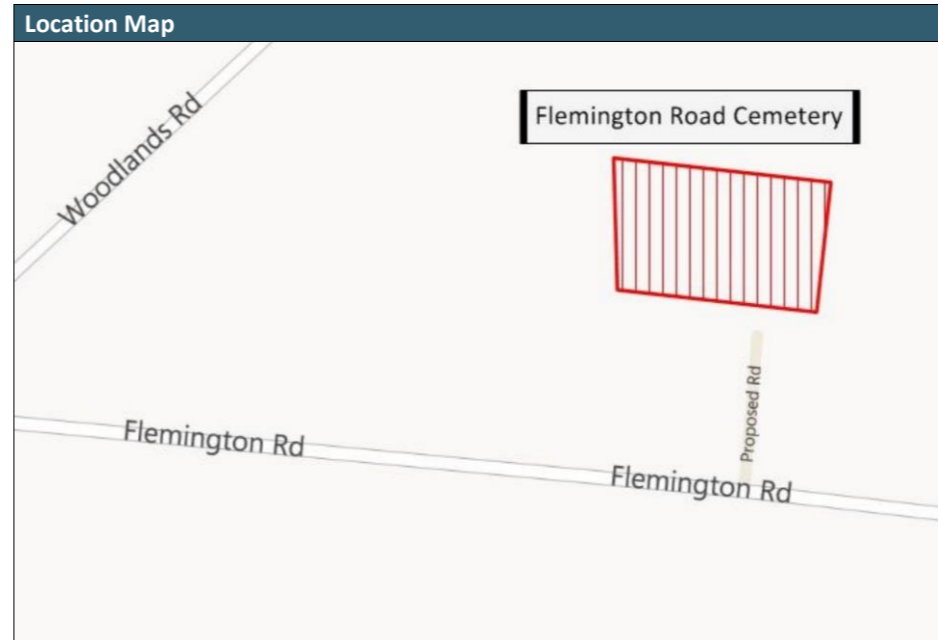 Location Map
Woodlands Rd
Flemington Road Cemetery
Proposed Rd
Flemington Rd
Flemington Rd